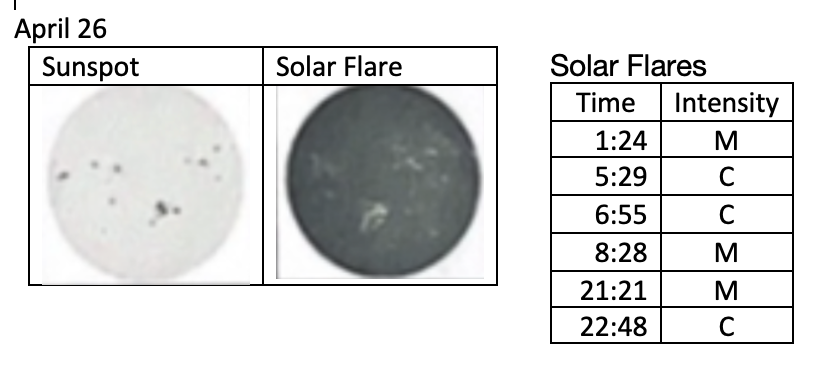 April 26
Sunspot Solar Flare
Solar Flares
Time Intensity
1:24 M
5:29 C
6:55 C
8:28 M
21:21 M
22:48 C